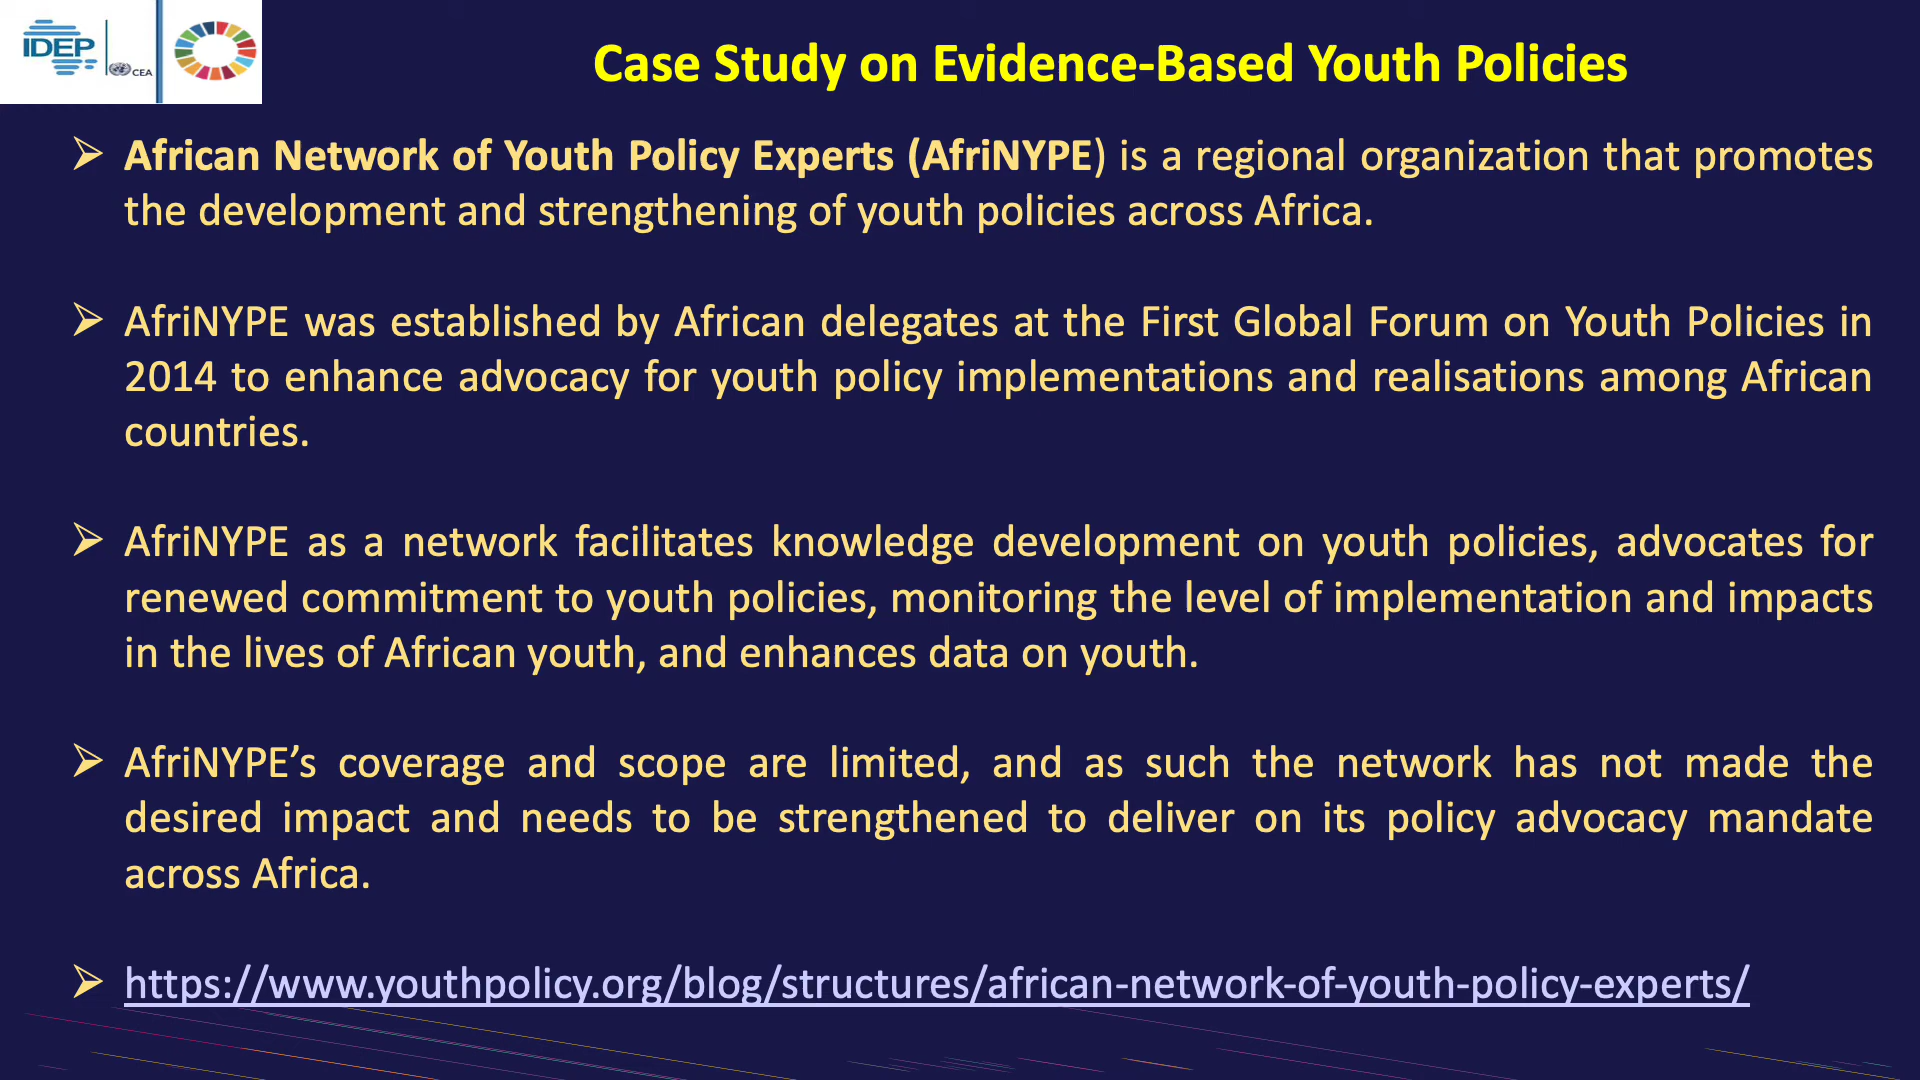 IDEP
CEA
Case Study on Evidence-Based Youth Policies
African Network of Youth Policy Experts (AfriNYPE) is a regional organization that promotes
the development and strengthening of youth policies across Africa.
AfriNYPE was established by African delegates at the First Global Forum on Youth Policies in
2014 to enhance advocacy for youth policy implementations and realisations among African
countries.
AfriNYPE as a network facilitates knowledge development on youth policies, advocates for
renewed commitment to youth policies, monitoring the level of implementation and impacts
in the lives of African youth, and enhances data on youth.
AfriNYPE’s coverage and scope are limited, and as such the network has not made the
desired impact and needs to be strengthened to deliver on its policy advocacy mandate
across Africa.
https://www.youthpolicy.org/blog/structures/african-network-of-youth-policy-experts/